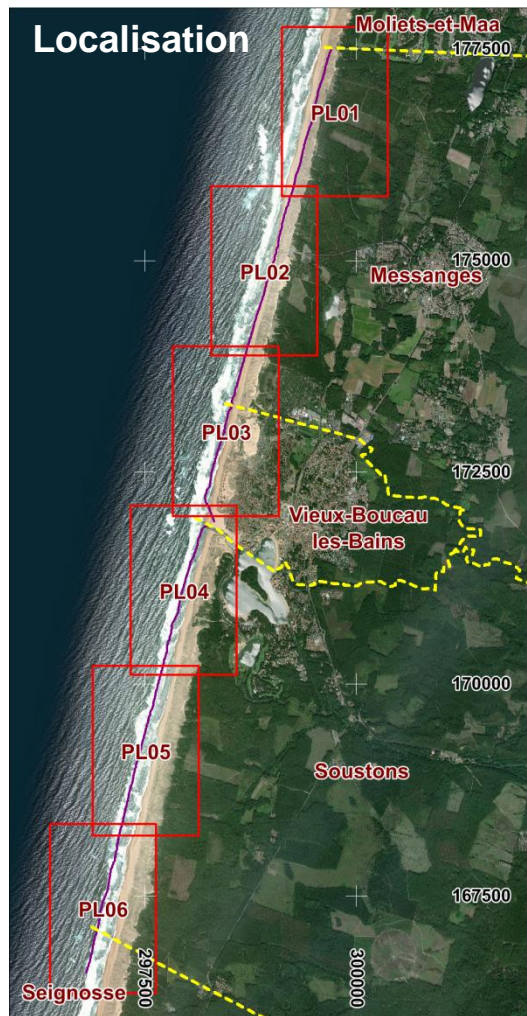 Localisation
Moliets-et-Maa
177500
PL01
PL02
175000
Messanges
PL03
172500
Vieux-Boucau
les-Bains
PL04
170000
PL05
Soustons
167500
PL06
297500
300000
Seignosse